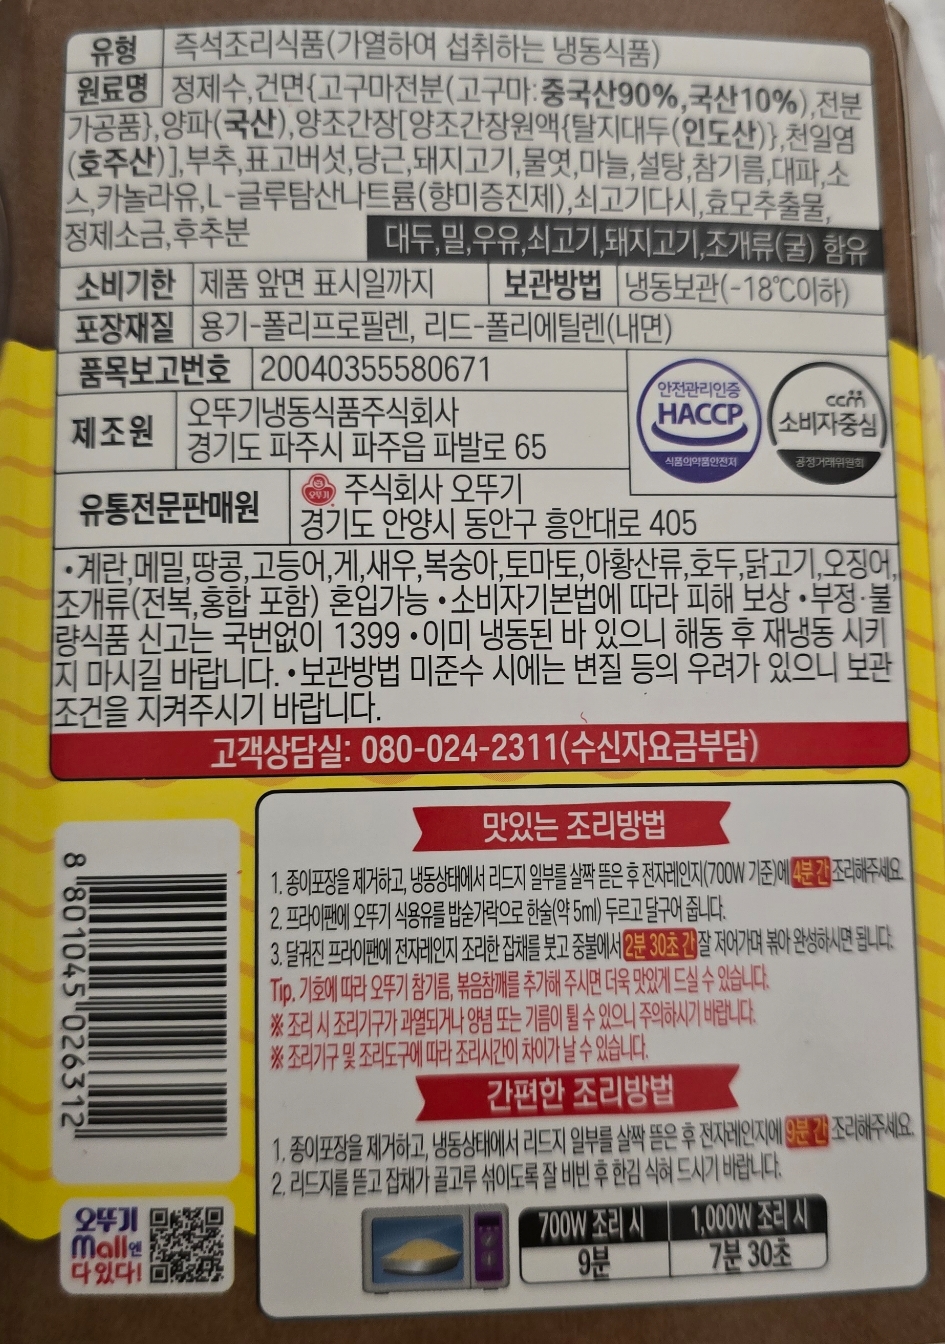 유형 즉석조리식품(가열하여 섭취하는 냉동식품)
원료명 정제수,건면{고구마전분(고구마:중국산90%,국산10%),전분
가공품},양파(국산),양조간장[양조간장원액{탈지대두(인도산)},천일염
(호주산)],부추,표고버섯,당근,돼지고기,물엿,마늘,설탕,참기름,대파,소
스,카놀라유,L-글루탐산나트륨(향미증진제),쇠고기다시,효모추출물,
정제소금,후추분
대두,밀,우유,쇠고기,돼지고기,조개류(굴) 함유
소비기한 제품 앞면 표시일까지 보관방법 냉동보관(-18℃이하)
포장재질 용기-폴리프로필렌, 리드-폴리에틸렌(내면)
품목보고번호 20040355580671
제조원 오뚜기냉동식품주식회사
경기도 파주시 파주읍 파발로 65
안전관리인증
HACCP
식품의약품안전처
ccm
소비자중심
공정거래위원회
유통전문판매원 오뚜기 주식회사 오뚜기
경기도 안양시 동안구 흥안대로 405
•계란,메밀,땅콩,고등어,게,새우,복숭아,토마토,아황산류,호두,닭고기,오징어,
조개류(전복,홍합 포함) 혼입가능 •소비자기본법에 따라 피해 보상 •부정·불
량식품 신고는 국번없이 1399 •이미 냉동된 바 있으니 해동 후 재냉동 시키
지 마시길 바랍니다. •보관방법 미준수 시에는 변질 등의 우려가 있으니 보관
조건을 지켜주시기 바랍니다.
고객상담실: 080-024-2311(수신자요금부담)
맛있는 조리방법
1. 종이포장을 제거하고, 냉동상태에서 리드지 일부를 살짝 뜯은 후 전자레인지(700W 기준)에 4분 간 조리해주세요.
2. 프라이팬에 오뚜기 식용유를 밥숟가락으로 한술(약 5ml) 두르고 달구어 줍니다.
3. 달궈진 프라이팬에 전자레인지 조리한 잡채를 붓고 중불에서 2분 30초 간 잘 저어가며 볶아 완성하시면 됩니다.
Tip. 기호에 따라 오뚜기 참기름, 볶음참깨를 추가해 주시면 더욱 맛있게 드실 수 있습니다.
※ 조리 시 조리기구가 과열되거나 양념 또는 기름이 튈 수 있으니 주의하시기 바랍니다.
※ 조리기구 및 조리도구에 따라 조리시간이 차이가 날 수 있습니다.
간편한 조리방법
1. 종이포장을 제거하고, 냉동상태에서 리드지 일부를 살짝 뜯은 후 전자레인지에 9분 간 조리해주세요.
2. 리드지를 뜯고 잡채가 골고루 섞이도록 잘 비빈 후 한김 식혀 드시기 바랍니다.
700W 조리 시 1,000W 조리 시
9분 7분 30초
8 801045 026312
오뚜기
Mall엔
다있다!